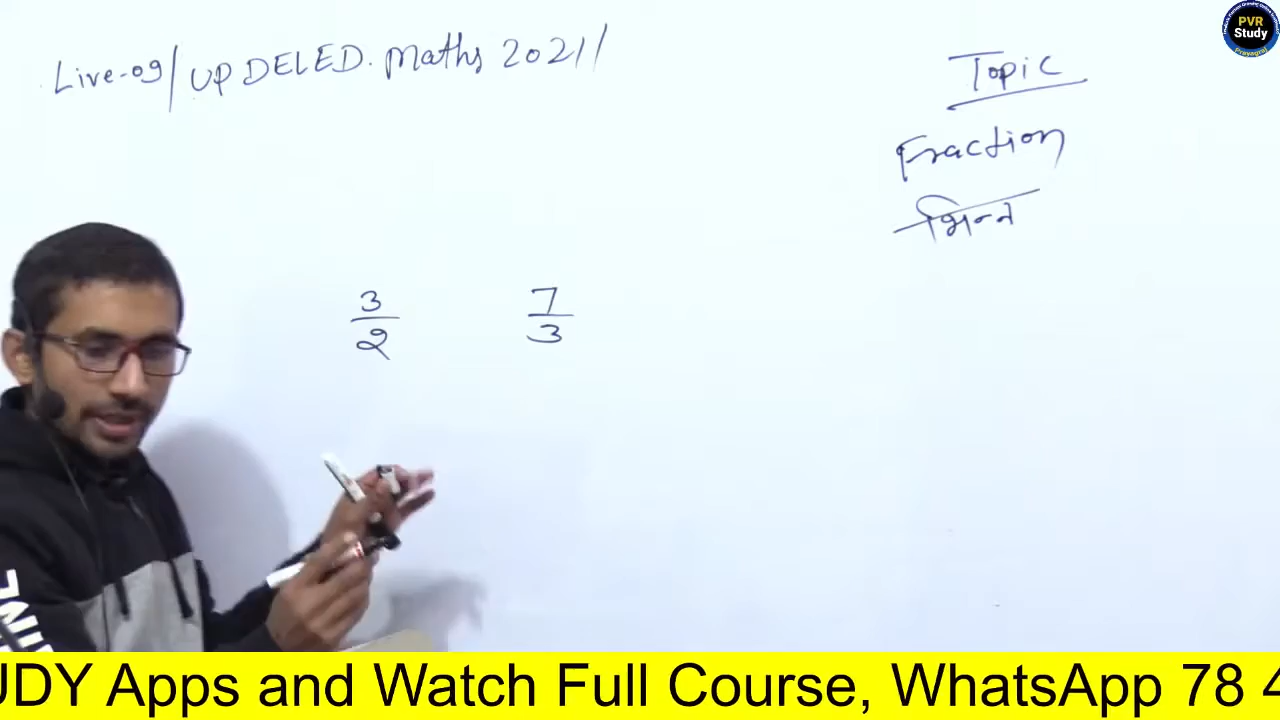 Live-09/ UP DELED. Maths 2021/
Topic
Fraction
भिन्न
3/2
7/3
PVR
Study
Prayagraj
UDY Apps and Watch Full Course, WhatsApp 78 4